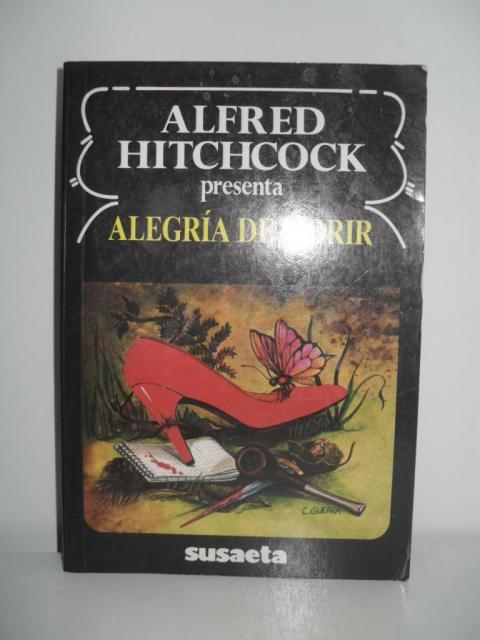 ALFRED
HITCHCOCK
presenta
ALEGRÍA DE
C. GUERRA
susaeta